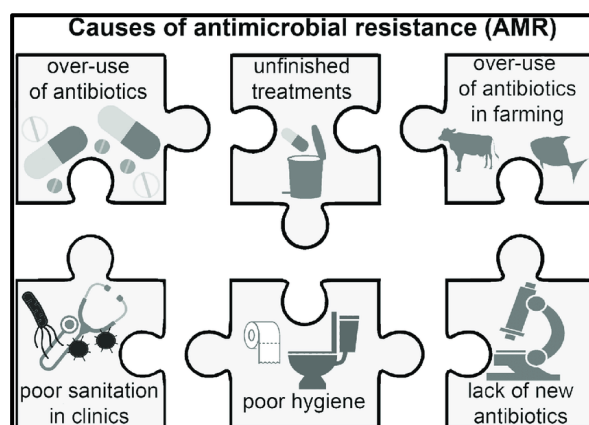 Causes of antimicrobial resistance (AMR)
over-use
of antibiotics
unfinished
treatments
over-use
of antibiotics
in farming
poor sanitation
in clinics
poor hygiene
lack of new
antibiotics